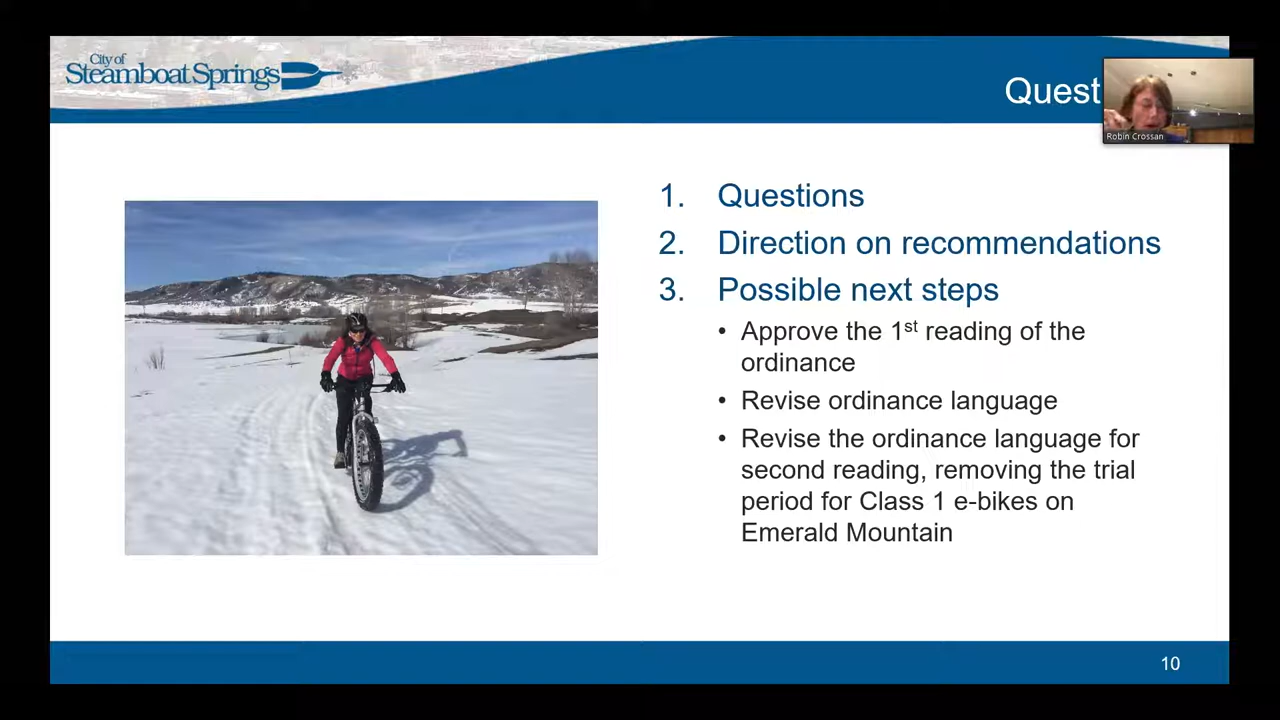 City of
Steamboat Springs
Quest
Robin Crossan
1. Questions
2. Direction on recommendations
3. Possible next steps
• Approve the 1st reading of the
ordinance
• Revise ordinance language
• Revise the ordinance language for
second reading, removing the trial
period for Class 1 e-bikes on
Emerald Mountain
10